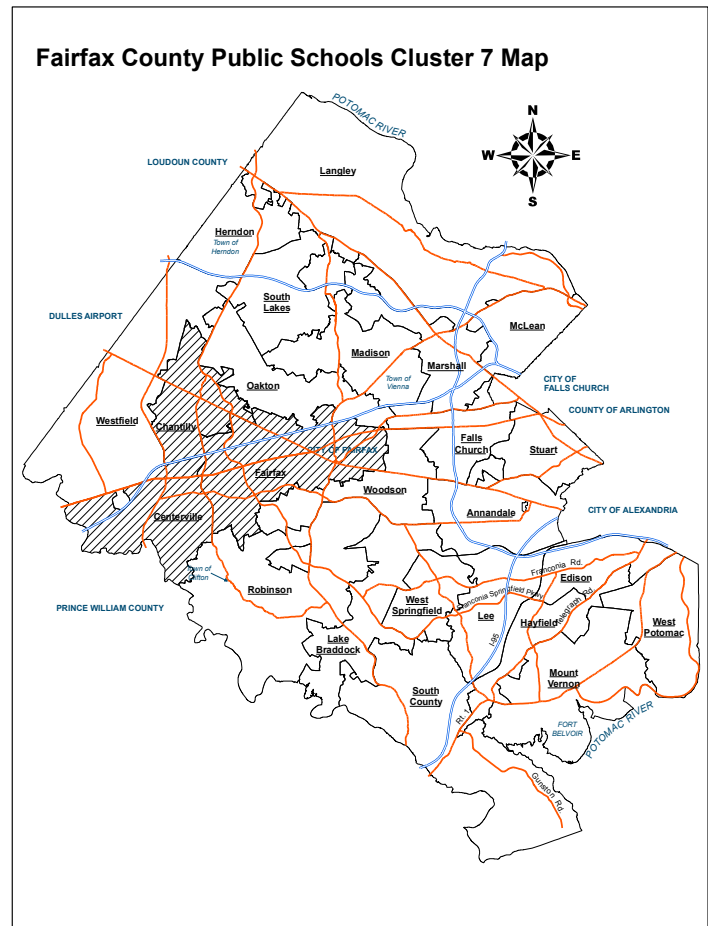 Fairfax County Public Schools Cluster 7 Map
POTOMAC RIVER
N
W
E
S
LOUDOUN COUNTY
Langley
Herndon
Town of
Herndon
South
Lakes
DULLES AIRPORT
McLean
Madison
Marshall
Town of
Vienna
Oakton
CITY OF
FALLS CHURCH
COUNTY OF ARLINGTON
Westfield
Chantilly
Falls
Church
Stuart
CITY OF FAIRFAX
Fairfax
Woodson
Annandale
CITY OF ALEXANDRIA
Centerville
Franconia Rd.
Edison
Town of
Clifton
Robinson
PRINCE WILLIAM COUNTY
West
Springfield
Franconia Springfield Pkwy
Lee
Hayfield
Telegraph Rd.
West
Potomac
Lake
Braddock
I-95
Mount
Vernon
South
County
Rt. 1
FORT
BELVOIR
POTOMAC RIVER
Gunston Rd.